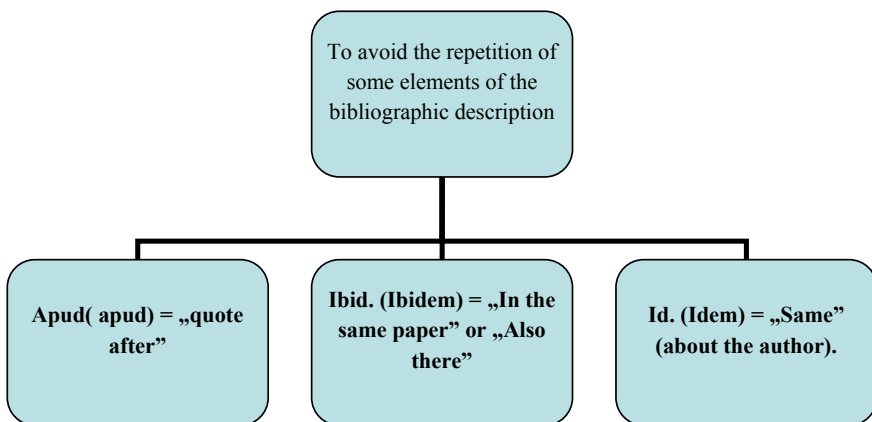 To avoid the repetition of
some elements of the
bibliographic description
Apud( apud) = „quote
after”
Ibid. (Ibidem) = „In the
same paper” or „Also
there”
Id. (Idem) = „Same”
(about the author).